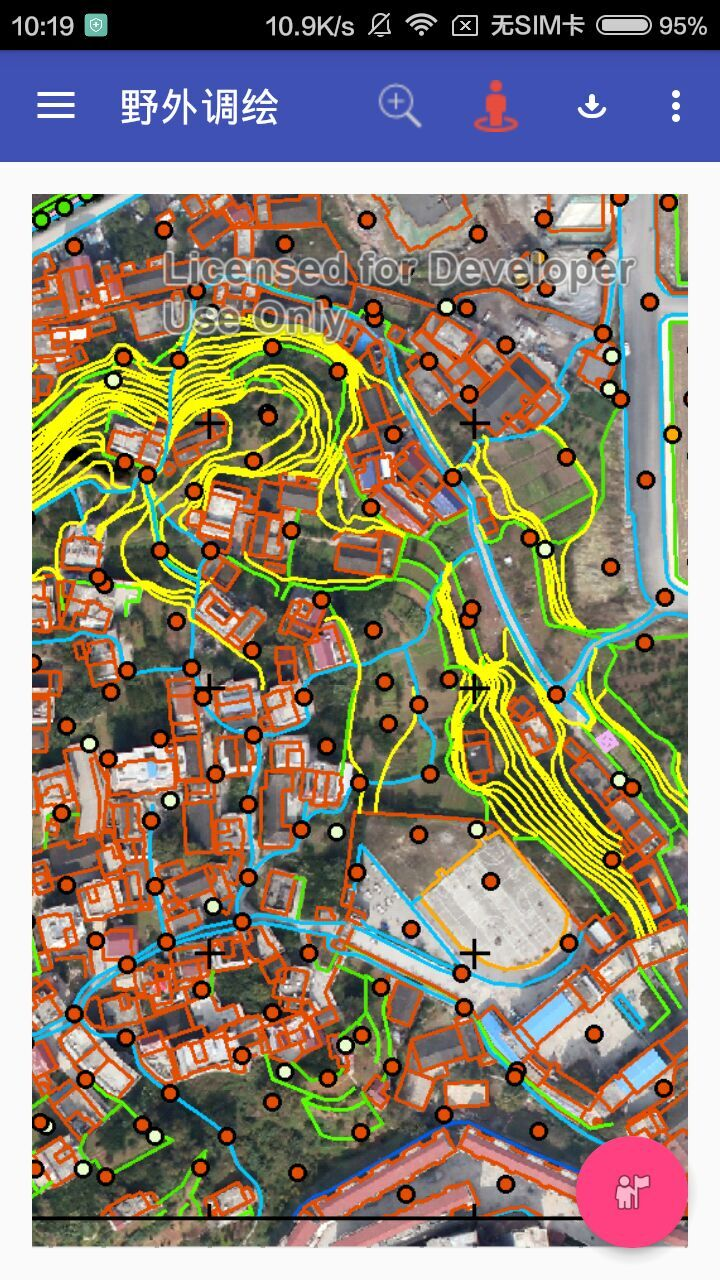 10:19 10.9K/s 无SIM卡 95%
野外调绘
Licensed for Developer
Use Only